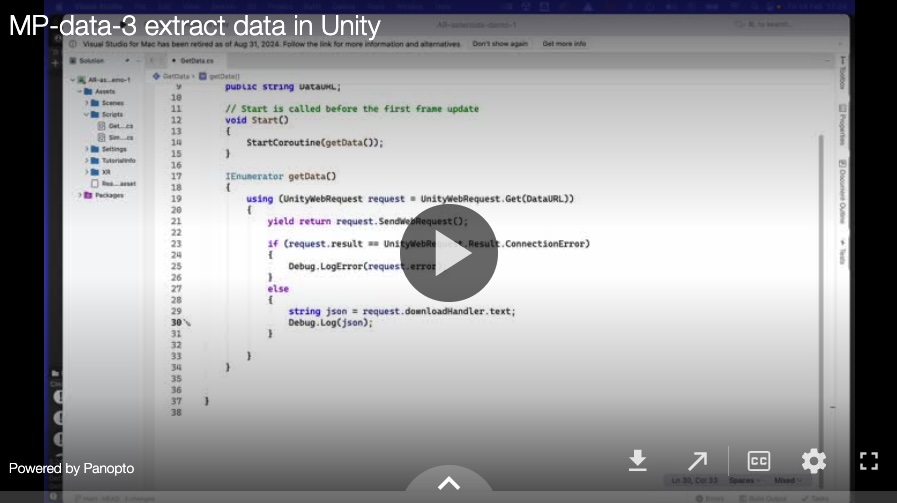 MP-data-3 extract data in Unity
Visual Studio for Mac has been retired as of Aug 31, 2024. Follow the link for more information and alternatives. Don't show again Get more info
Solution
GetData.cs
GetData > getData()
AR-as...emo-1
Assets
Scenes
Scripts
Get...cs
Sim...cs
Settings
TutorialInfo
XR
Rea...asset
Packages
9 public string DataURL;
10
11 // Start is called before the first frame update
12 void Start()
13 {
14 StartCoroutine(getData());
15 }
16
17 IEnumerator getData()
18 {
19 using (UnityWebRequest request = UnityWebRequest.Get(DataURL))
20 {
21 yield return request.SendWebRequest();
22
23 if (request.result == UnityWebRequest.Result.ConnectionError)
24 {
25 Debug.LogError(request.error
26 }
27 else
28 {
29 string json = request.downloadHandler.text;
30 Debug.Log(json);
31 }
32
33 }
34 }
35
36
37 }
38
Toolbox
Properties
Document Outline
Tests
Powered by Panopto
CC
Ln 30, Col 33 Spaces Mixed